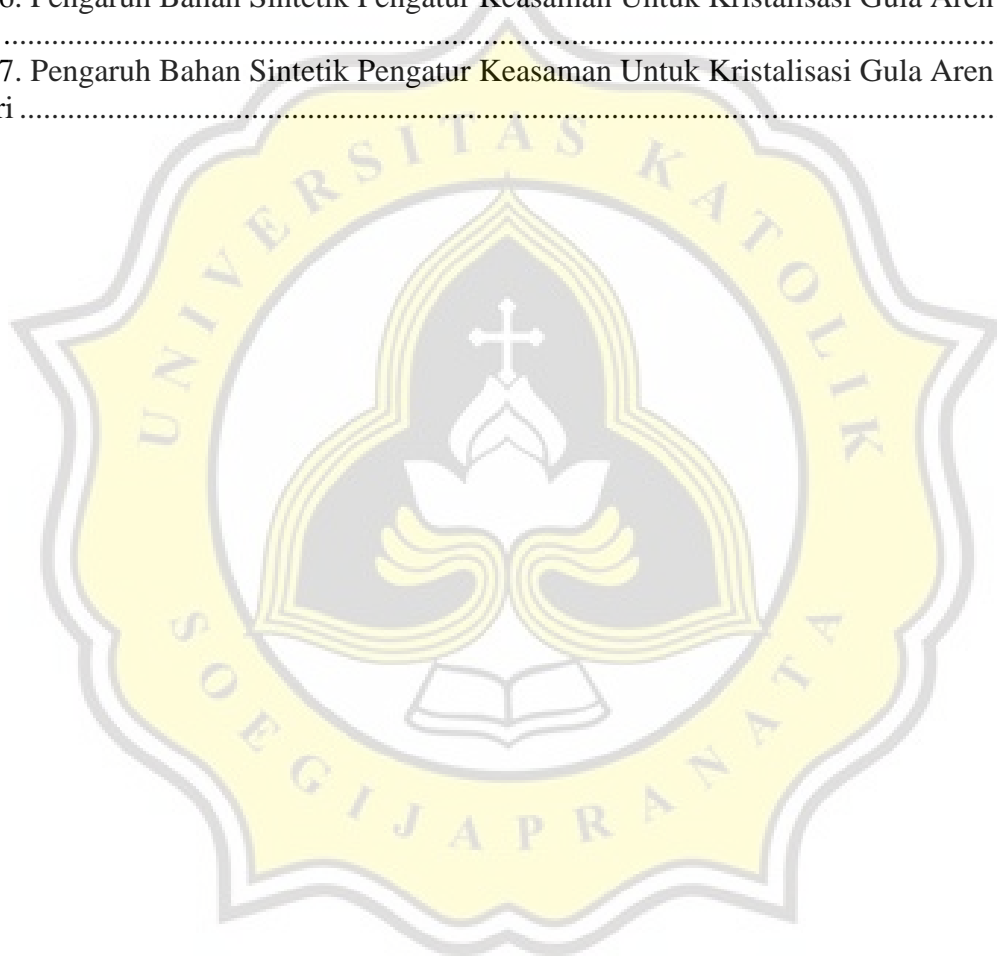 6. Pengaruh Bahan Sintetik Pengatur Keasaman Untuk Kristalisasi Gula Aren
....................................................................................................................................
7. Pengaruh Bahan Sintetik Pengatur Keasaman Untuk Kristalisasi Gula Aren
ri ..................................................................................................................................
UNIVERSITAS KATOLIK
SOEGIJAPRANATA